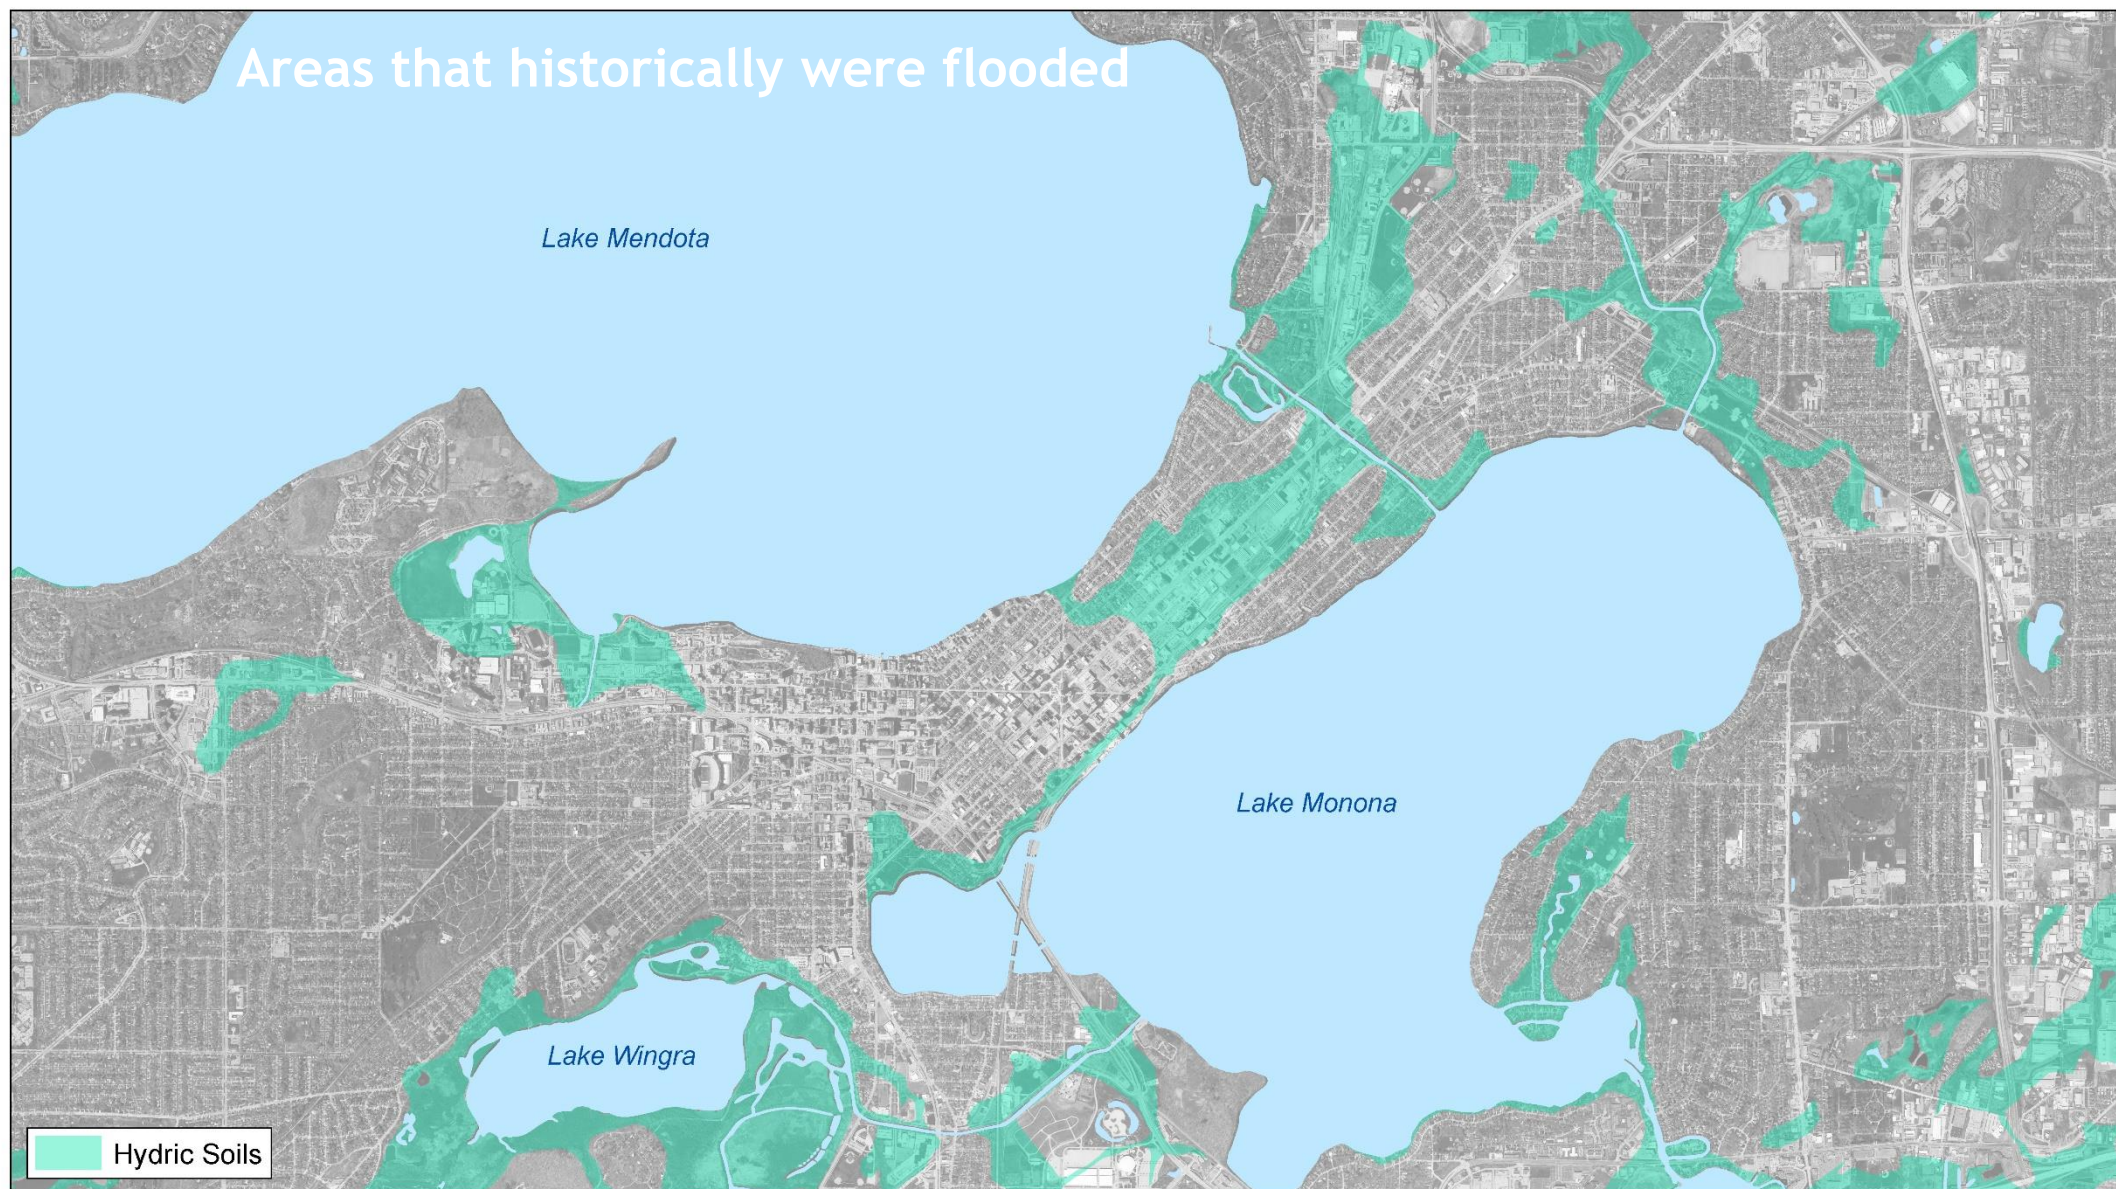 Areas that historically were flooded
Lake Mendota
Lake Monona
Lake Wingra
Hydric Soils